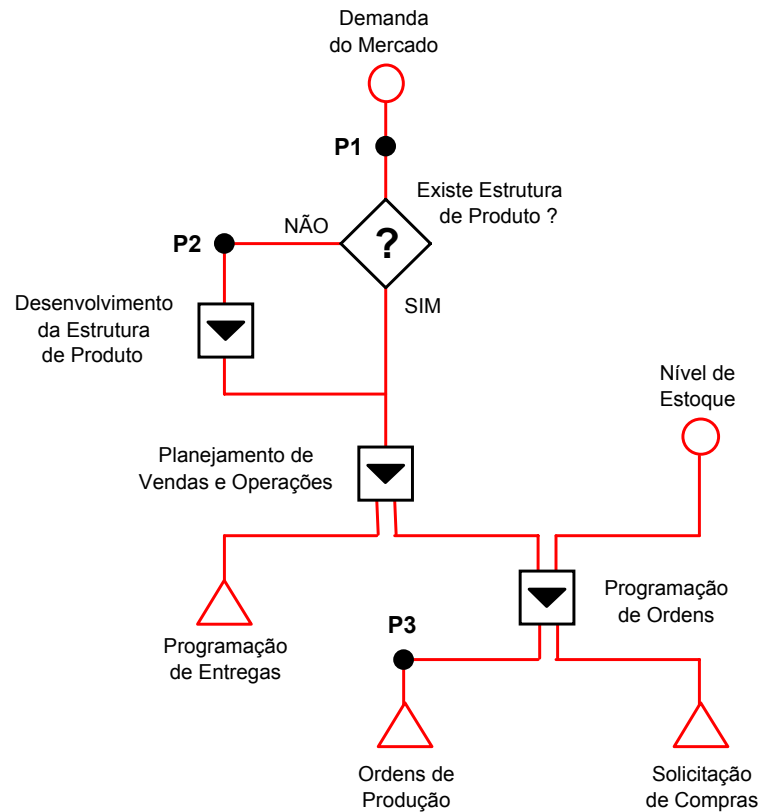 Demanda
do Mercado
P1
Existe Estrutura
de Produto ?
NÃO
P2
?
SIM
Desenvolvimento
da Estrutura
de Produto
Nível de
Estoque
Planejamento de
Vendas e Operações
Programação
de Ordens
Programação
de Entregas
P3
Ordens de
Produção
Solicitação
de Compras